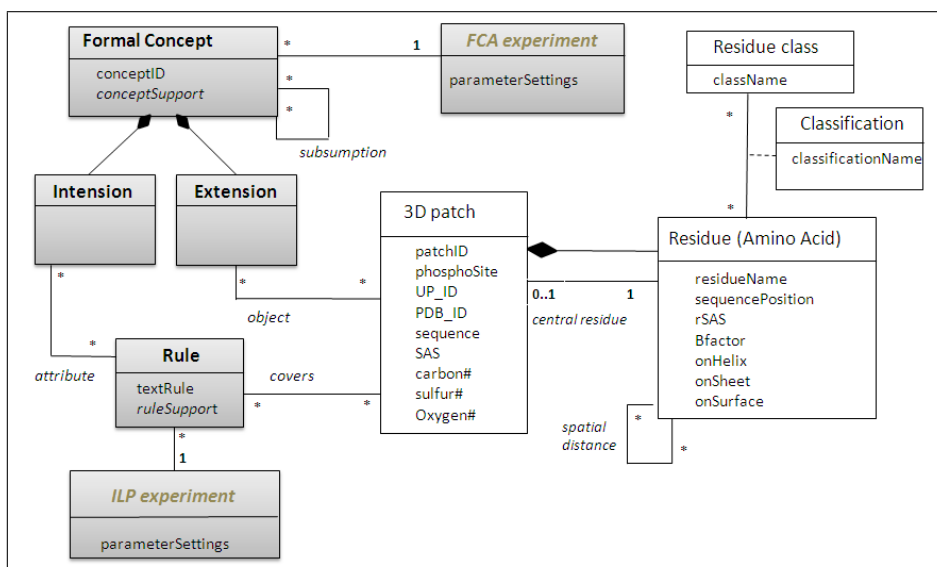 Formal Concept
conceptID
conceptSupport
*
1
FCA experiment
parameterSettings
*
*
*
subsumption
Residue class
className
*
Classification
classificationName
*
Intension
Extension
3D patch
patchID
phosphoSite
UP_ID
PDB_ID
sequence
SAS
carbon#
sulfur#
Oxygen#
Residue (Amino Acid)
residueName
sequencePosition
rSAS
Bfactor
onHelix
onSheet
onSurface
0..1
1
central residue
*
*
*
object
*
attribute
Rule
textRule
ruleSupport
covers
*
*
spatial
distance
*
*
*
1
ILP experiment
parameterSettings